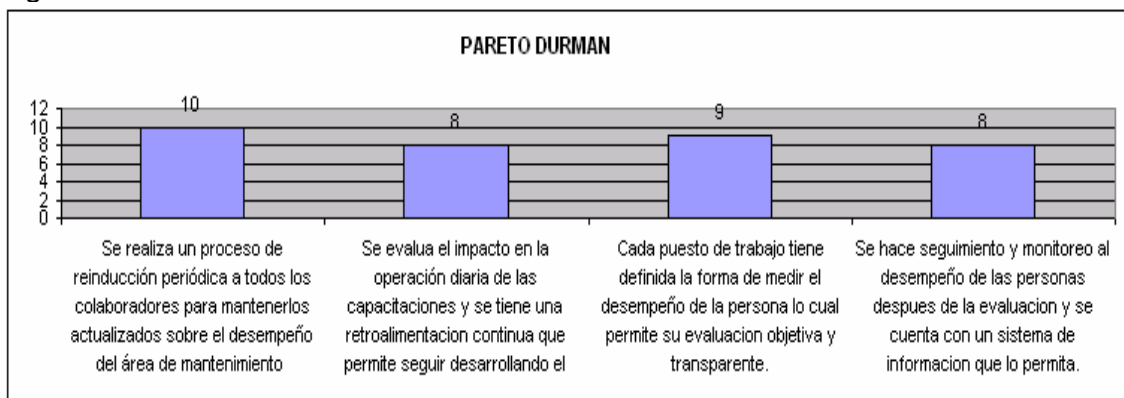 PARETO DURMAN
10
8
9
8
12
10
8
6
4
2
0
Se realiza un proceso de
reinducción periódica a todos los
colaboradores para mantenerlos
actualizados sobre el desempeño
del área de mantenimiento
Se evalua el impacto en la
operación diaria de las
capacitaciones y se tiene una
retroalimentacion continua que
permite seguir desarrollando el
Cada puesto de trabajo tiene
definida la forma de medir el
desempeño de la persona lo cual
permite su evaluacion objetiva y
transparente.
Se hace seguimiento y monitoreo al
desempeño de las personas
despues de la evaluacion y se
cuenta con un sistema de
informacion que lo permita.